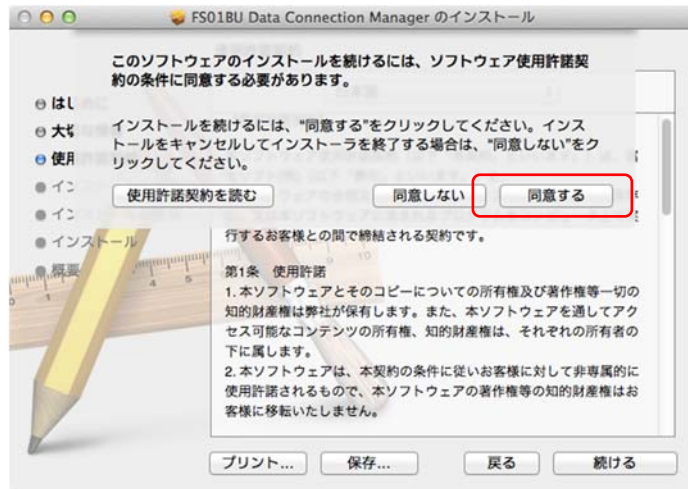 FS01BU Data Connection Manager のインストール
このソフトウェアのインストールを続けるには、ソフトウェア使用許諾契
約の条件に同意する必要があります。
インストールを続けるには、“同意する”をクリックしてください。インス
トールをキャンセルしてインストーラを終了する場合は、“同意しない”をク
リックしてください。
使用許諾契約を読む
同意しない
同意する
はし
大切
使用
イン
イン
インストール
概要
行するお客様との間で締結される契約です。
第1条 使用許諾
1. 本ソフトウェアとそのコピーについての所有権及び著作権等一切の
知的財産権は弊社が保有します。また、本ソフトウェアを通してアク
セス可能なコンテンツの所有権、知的財産権は、それぞれの所有者の
下に属します。
2. 本ソフトウェアは、本契約の条件に従いお客様に対して非専属的に
使用許諾されるもので、本ソフトウェアの著作権等の知的財産権はお
客様に移転いたしません。
プリント...
保存...
戻る
続ける